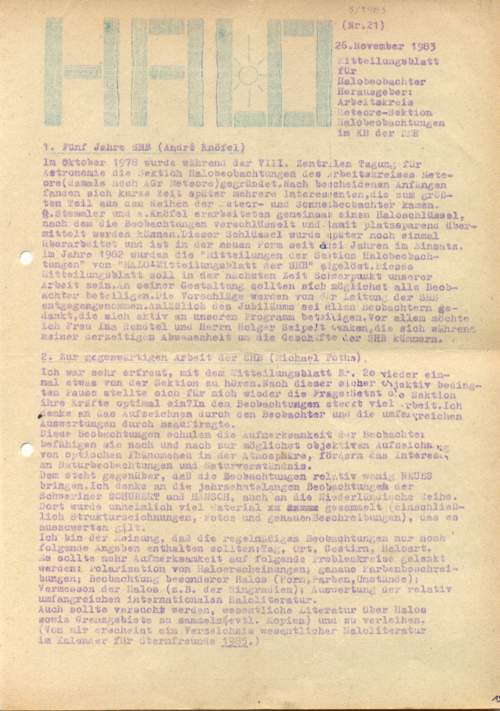 5/1983
HALO
(Nr.21)
26.November 1983
Mitteilungsblatt
für
Halobeobachter
Herausgeber:
Arbeitskreis
Meteore-Sektion
Halobeobachtungen
im KB der DDR
1. Fünf Jahre SHB (André Knöfel)
Im Oktober 1978 wurde während der VIII. Zentralen Tagung für
Astronomie die Sektion Halobeobachtungen des Arbeitskreises Mete-
ore(damals noch AGr Meteore)gegründet.Nach bescheidenen Anfängen
fanden sich kurze Zeit später mehrere Interessenten,die zum größ-
ten Teil aus den Reihen der Meteor- und Sonnenbeobachter kamen.
G.Stemmler und A.Knöfel erarbeiteten gemeinsam einen Haloschlüssel,
nach dem die Beobachtungen verschlüsselt und damit platzsparend über-
mittelt werden können.Dieser Schlüssel wurde später noch einmal
überarbeitet und ist in der neuen Form seit drei Jahren im Einsatz.
Im Jahre 1982 wurden die "Mitteilungen der Sektion Halobeobach-
tungen" von "HALO-Mitteilungsblatt der SHB" abgelöst.Dieses
Mitteilungsblatt soll in der nächsten Zeit Schwerpunkt unserer
Arbeit sein.An seiner Gestaltung sollten sich möglichst alle Beob-
achter beteiligen.Die Vorschläge werden von der Leitung der SHB
entgegengenommen.Anläßlich des Jubiläums sei allen Beobachtern ge-
dankt,die sich aktiv an unserem Programm beteiligen.Vor allem möchte
ich Frau Ina Rendtel und Herrn Holger Seipelt danken,die sich während
meiner derzeitigen Abwesenheit um die Geschäfte der SHB kümmern.
2. Zur gegenwärtigen Arbeit der SHB (Michael Fothe)
Ich war sehr erfreut, mit dem Mitteilungsblatt Nr. 20 wieder ein-
mal etwas von der Sektion zu hören.Nach dieser sicher objektiv beding-
ten Pause stellte sich für mich wieder die Frage:Setzt die Sektion
ihre Kräfte optimal ein?In den Beobachtungen steckt viel Arbeit.Ich
denke an das Aufzeichnen durch den Beobachter und die umfangreichen
Auswertungen durch Beauftragte.
Diese Beobachtungen schulen die Aufmerksamkeit der Beobachter
befähigen sie nach und nach zur möglichst objektiven Aufzeichnung
von optischen Phänomenen in der Atmosphäre, fördern das Interesse
an Naturbeobachtungen und Naturverständnis.
Dem steht gegenüber, daß die Beobachtungen relativ wenig NEUES
bringen.Ich denke an die jahrzehntelangen Beobachtungen der
Schweriner SCHUBERT und HANSCH, auch an die Niederländische Reihe.
Dort wurde unheimlich viel Material zu gesammelt (einschließ-
lich Strukturzeichnungen, Fotos und genauen Beschreibungen), das es
auszuwerten gilt.
Ich bin der Meinung, daß die regelmäßigen Beobachtungen nur noch
folgende Angaben enthalten sollten:Tag, Ort, Gestirn, Haloart.
Es sollte mehr Aufmerksamkeit auf folgende Problemkreise gelenkt
werden: Polarisation von Haloerscheinungen; genaue Farbenbeschrei-
bungen; Beobachtung besonderer Halos (Form,Farben,Umstände);
Vermessen der Halos (z.B. der Ringradien); Auswertung der relativ
umfangreichen internationalen Haloliteratur.
Auch sollte versucht werden, wesentliche Literatur über Halos
sowie Grenzgebiete zu sammeln(evtl. Kopien) und zu verleihen.
(Von mir erscheint ein Verzeichnis wesentlicher Haloliteratur
im Kalender für Sternfreunde 1985.)